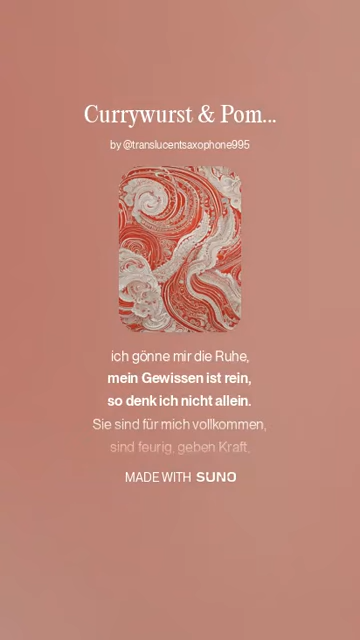 Currywurst & Pom...
by @translucentsaxophone995
ich gönne mir die Ruhe,
mein Gewissen ist rein,
so denk ich nicht allein.
Sie sind für mich vollkommen,
sind feurig, geben Kraft,
MADE WITH SUNO